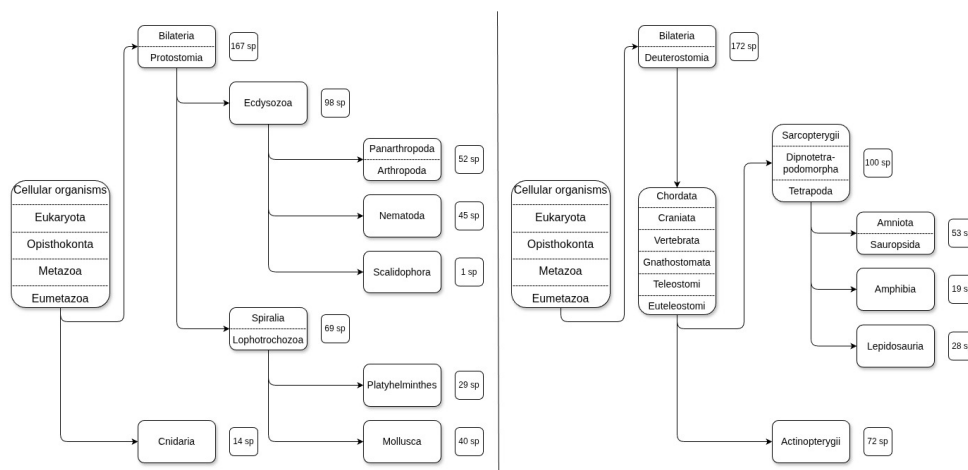 Bilateria
Protostomia
167 sp
Ecdysozoa
98 sp
Panarthropoda
Arthropoda
52 sp
Cellular organisms
Eukaryota
Opisthokonta
Metazoa
Eumetazoa
Nematoda
45 sp
Scalidophora
1 sp
Spiralia
Lophotrochozoa
69 sp
Platyhelminthes
29 sp
Cnidaria
14 sp
Mollusca
40 sp
Bilateria
Deuterostomia
172 sp
Sarcopterygii
Dipnotetra-
podomorpha
Tetrapoda
100 sp
Cellular organisms
Eukaryota
Opisthokonta
Metazoa
Eumetazoa
Chordata
Craniata
Vertebrata
Gnathostomata
Teleostomi
Euteleostomi
Amniota
Sauropsida
53 s
Amphibia
19 s
Lepidosauria
28 s
Actinopterygii
72 sp